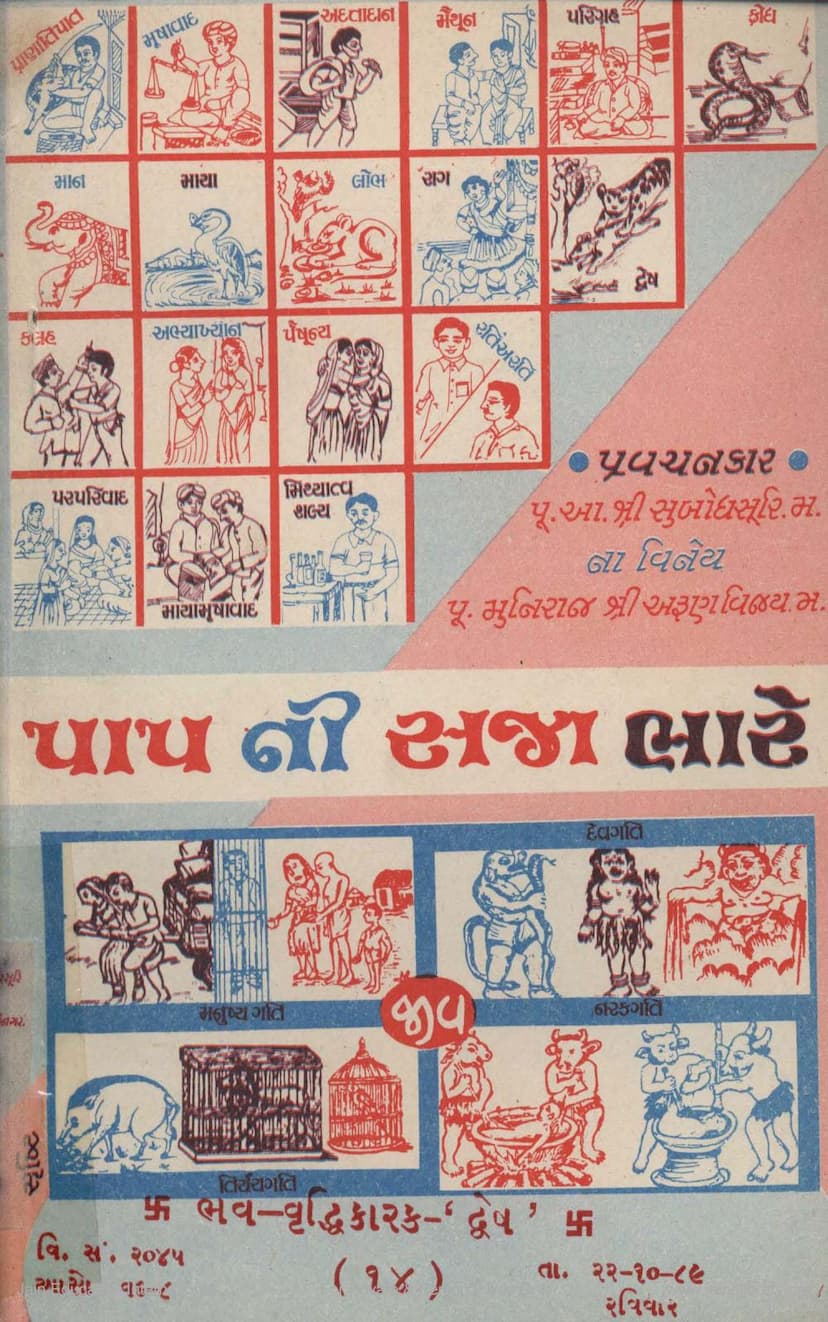 પ્રાણાતિપાત
મૃષાવાદ
અદત્તાદાન
મૈથૂન
પરિગ્રહ
ક્રોધ
માન
માયા
લોભ
રાગ
દ્વેષ
કલહ
અભ્યાખ્યાન
પૈષૂન્ય
રતિઅરતિ
પરપરિવાદ
માયામૃષાવાદ
મિથ્યાત્વ
શલ્ય
પ્રવચનકાર
પૂ. આ. શ્રી સુબોધસૂરિ. મ.
ના વિનેય
પૂ. મુનિરાજ શ્રી અરૂણવિજય. મ.
પાપ ની સજા ભારે
દેવગતિ
મનુષ્ય ગતિ
જીવ
નરકગતિ
તિર્યંચગતિ
卐 ભવ–વૃદ્ધિકારક–‘ દ્વેષ ’ 卐
વિ. સં. ૨૦૪૫
(૧૪)
તા. ૨૨-૧૦-૮૯
રવિવાર